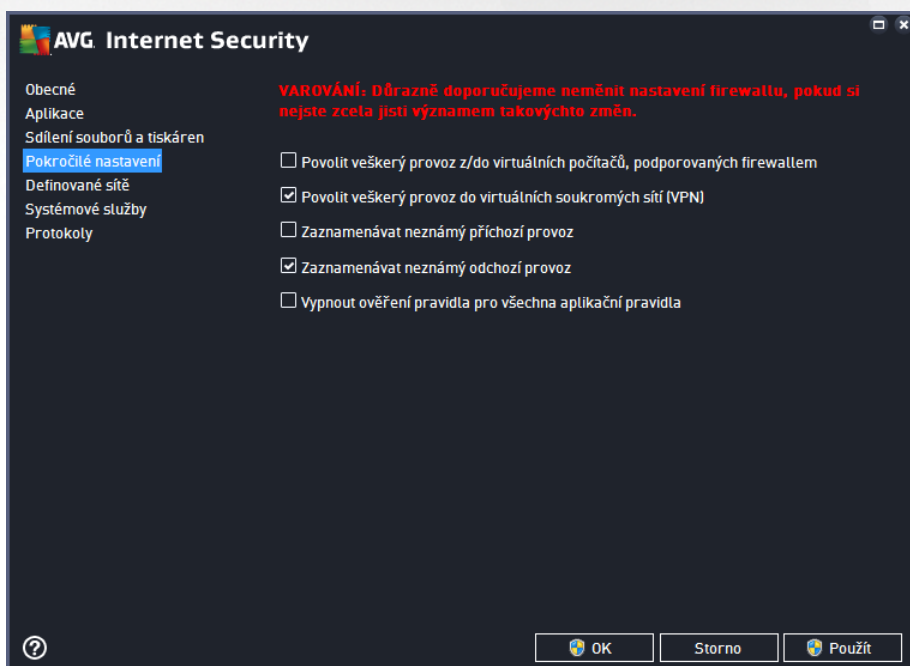 AVG. Internet Security
Obecné
Aplikace
Sdílení souborů a tiskáren
Pokročilé nastavení
Definované sítě
Systémové služby
Protokoly
VAROVÁNÍ: Důrazně doporučujeme neměnit nastavení firewallu, pokud si
nejste zcela jisti významem takovýchto změn.
Povolit veškerý provoz z/do virtuálních počítačů, podporovaných firewallem
Povolit veškerý provoz do virtuálních soukromých sítí (VPN)
Zaznamenávat neznámý příchozí provoz
Zaznamenávat neznámý odchozí provoz
Vypnout ověření pravidla pro všechna aplikační pravidla
?
OK
Storno
Použít